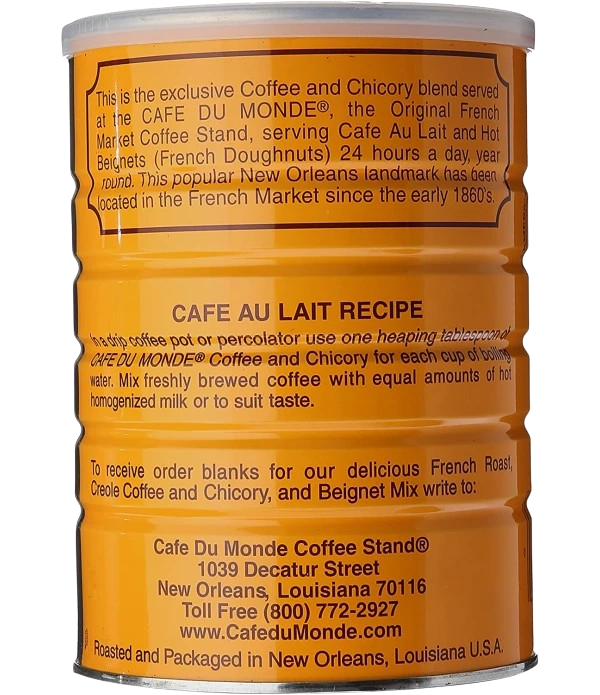 This is the exclusive Coffee and Chicory blend served
at the CAFE DU MONDE®, the Original French
Market Coffee Stand, serving Cafe Au Lait and Hot
Beignets (French Doughnuts) 24 hours a day, year
round. This popular New Orleans landmark has been
located in the French Market since the early 1860's.
CAFE AU LAIT RECIPE
In a drip coffee pot or percolator use one heaping tablespoon of
CAFE DU MONDE® Coffee and Chicory for each cup of boiling
water. Mix freshly brewed coffee with equal amounts of hot
homogenized milk or to suit taste.
To receive order blanks for our delicious French Roast,
Creole Coffee and Chicory, and Beignet Mix write to:
Cafe Du Monde Coffee Stand®
1039 Decatur Street
New Orleans, Louisiana 70116
Toll Free (800) 772-2927
www.CafeduMonde.com
Roasted and Packaged in New Orleans, Louisiana U.S.A.